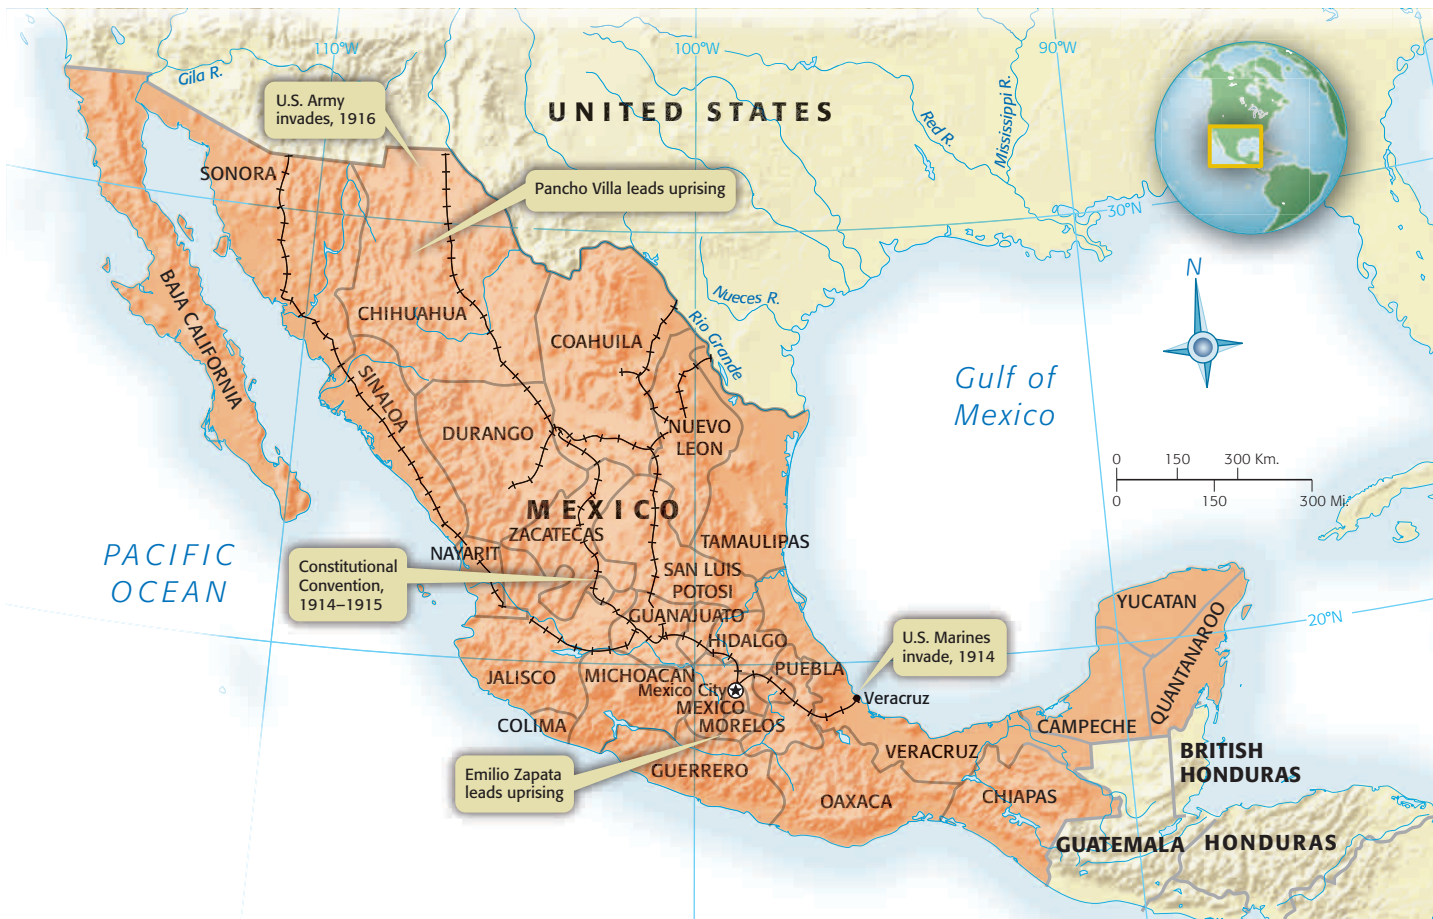 110°W
100°W
90°W
Gila R.
U.S. Army
invades, 1916
UNITED STATES
Red R.
Mississippi R.
SONORA
Pancho Villa leads uprising
30°N
N
BAJA CALIFORNIA
CHIHUAHUA
Nueces R.
Rio Grande
COAHUILA
SINALOA
Gulf of
Mexico
DURANGO
NUEVO
LEON
0 150 300 Km.
0 150 300 Mi.
MEXICO
ZACATECAS
TAMAULIPAS
PACIFIC
OCEAN
NAYARIT
Constitutional
Convention,
1914–1915
SAN LUIS
POTOSI
GUANAJUATO
HIDALGO
YUCATAN
QUANTANAROO
20°N
U.S. Marines
invade, 1914
JALISCO
MICHOACAN
PUEBLA
Mexico City
MEXICO
Veracruz
COLIMA
MORELOS
CAMPECHE
VERACRUZ
BRITISH
HONDURAS
Emilio Zapata
leads uprising
GUERRERO
OAXACA
CHIAPAS
GUATEMALA
HONDURAS